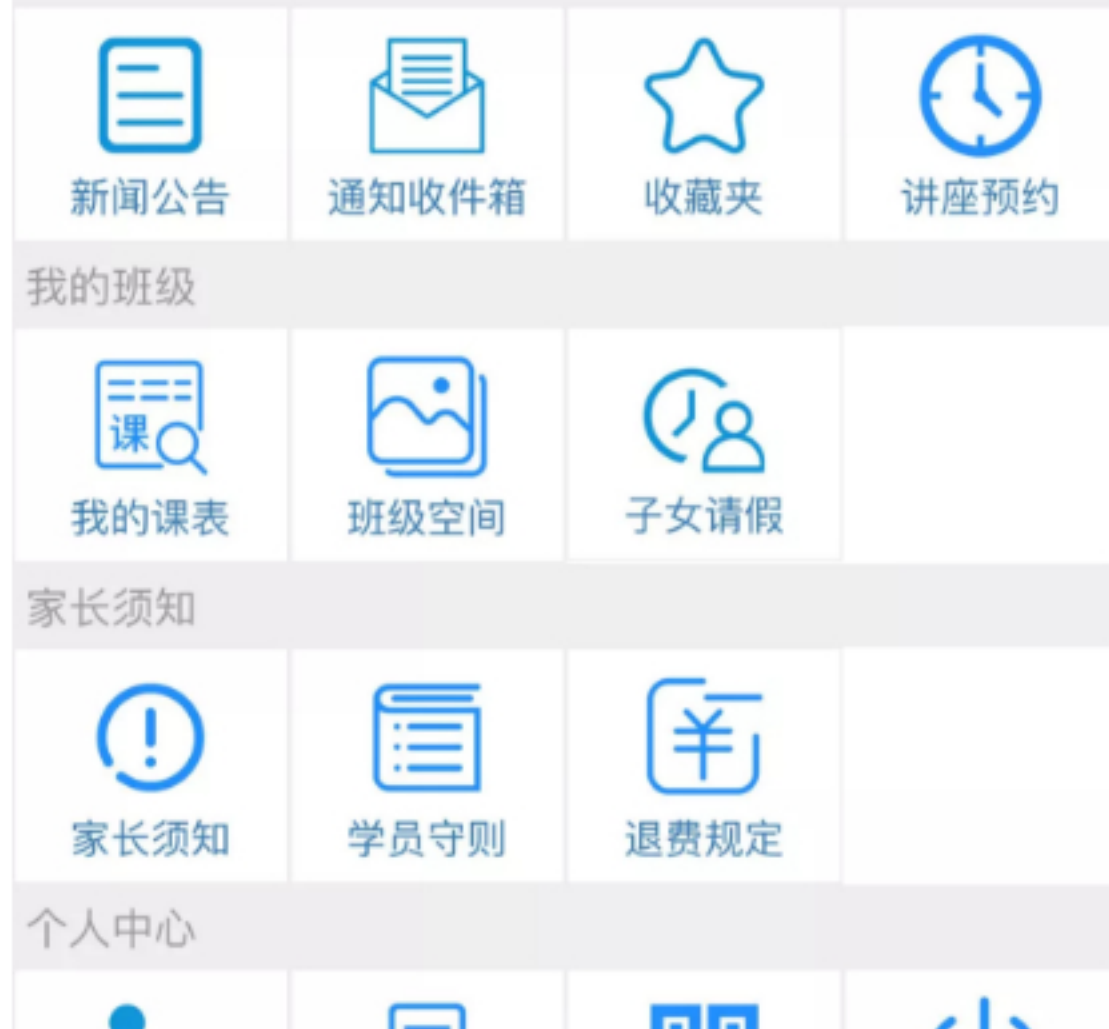 新闻公告 通知收件箱 收藏夹 讲座预约
我的班级
课
我的课表 班级空间 子女请假
家长须知
家长须知 学员守则 退费规定
个人中心